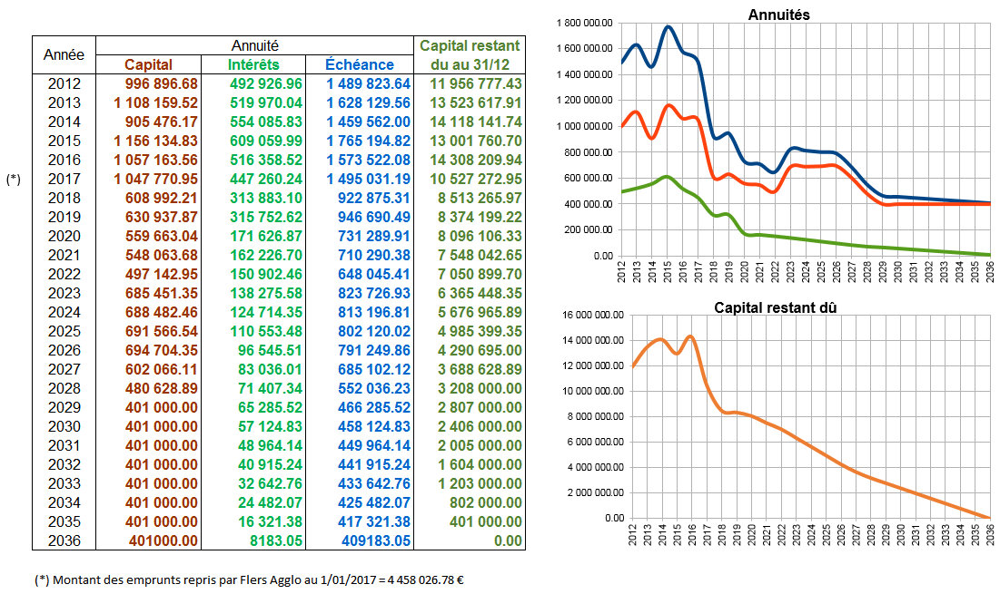 Année Annuité Capital restant du au 31/12
Capital Intérêts Échéance
2012 996 896.68 492 926.96 1 489 823.64 11 956 777.43
2013 1 108 159.52 519 970.04 1 628 129.56 13 523 617.91
2014 905 476.17 554 085.83 1 459 562.00 14 118 141.74
2015 1 156 134.83 609 059.99 1 765 194.82 13 001 760.70
2016 1 057 163.56 516 358.52 1 573 522.08 14 308 209.94
(*) 2017 1 047 770.95 447 260.24 1 495 031.19 10 527 272.95
2018 608 992.21 313 883.10 922 875.31 8 513 265.97
2019 630 937.87 315 752.62 946 690.49 8 374 199.22
2020 559 663.04 171 626.87 731 289.91 8 096 106.33
2021 548 063.68 162 226.70 710 290.38 7 548 042.65
2022 497 142.95 150 902.46 648 045.41 7 050 899.70
2023 685 451.35 138 275.58 823 726.93 6 365 448.35
2024 688 482.46 124 714.35 813 196.81 5 676 965.89
2025 691 566.54 110 553.48 802 120.02 4 985 399.35
2026 694 704.35 96 545.51 791 249.86 4 290 695.00
2027 602 066.11 83 036.01 685 102.12 3 688 628.89
2028 480 628.89 71 407.34 552 036.23 3 208 000.00
2029 401 000.00 65 285.52 466 285.52 2 807 000.00
2030 401 000.00 57 124.83 458 124.83 2 406 000.00
2031 401 000.00 48 964.14 449 964.14 2 005 000.00
2032 401 000.00 40 915.24 441 915.24 1 604 000.00
2033 401 000.00 32 642.76 433 642.76 1 203 000.00
2034 401 000.00 24 482.07 425 482.07 802 000.00
2035 401 000.00 16 321.38 417 321.38 401 000.00
2036 401000.00 8183.05 409183.05 0.00
(*) Montant des emprunts repris par Flers Agglo au 1/01/2017 = 4 458 026.78 €
Annuités
1 800 000.00
1 600 000.00
1 400 000.00
1 200 000.00
1 000 000.00
800 000.00
600 000.00
400 000.00
200 000.00
0.00
2012 2013 2014 2015 2016 2017 2018 2019 2020 2021 2022 2023 2024 2025 2026 2027 2028 2029 2030 2031 2032 2033 2034 2035 2036
Capital restant dû
16 000 000.00
14 000 000.00
12 000 000.00
10 000 000.00
8 000 000.00
6 000 000.00
4 000 000.00
2 000 000.00
0.00
2012 2013 2014 2015 2016 2017 2018 2019 2020 2021 2022 2023 2024 2025 2026 2027 2028 2029 2030 2031 2032 2033 2034 2035 2036